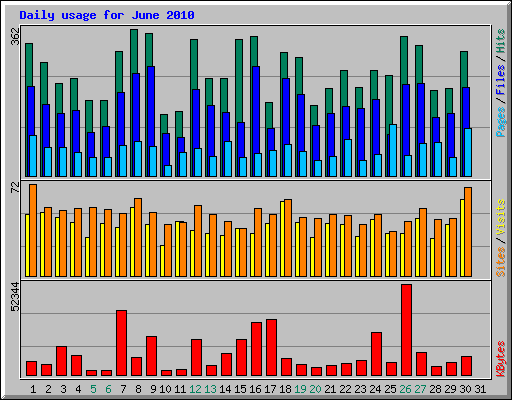 Daily usage for June 2010
362
72
52344
Pages / Files / Hits
Sites / Visits
KBytes
1 2 3 4 5 6 7 8 9 10 11 12 13 14 15 16 17 18 19 20 21 22 23 24 25 26 27 28 29 30 31